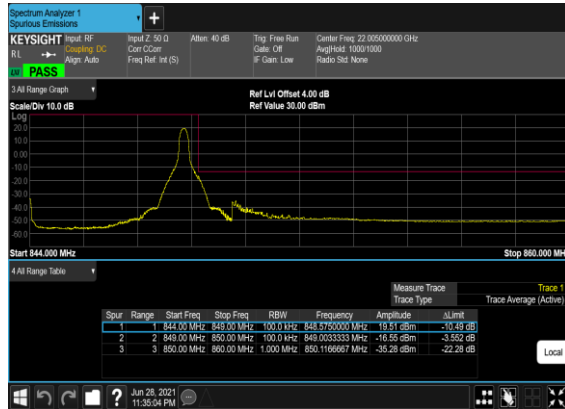 Spectrum Analyzer 1
Spurious Emissions
KEYSIGHT Input: RF Input Z: 50 Ω Atten: 40 dB Trig: Free Run Center Freq: 22.005000000 GHz
RL Coupling: DC Corr CCorr Gate: Off Avg|Hold: 1000/1000
Align: Auto Freq Ref: Int (S) IF Gain: Low Radio Std: None
LW PASS
3 All Range Graph
Ref Lvl Offset 4.00 dB
Scale/Div 10.0 dB Ref Value 30.00 dBm
Log
20.0
10.0
0.00
-10.0
-20.0
-30.0
-40.0
-50.0
-60.0
Start 844.000 MHz Stop 860.000 MH
4 All Range Table
Measure Trace Trace 1
Trace Type Trace Average (Active)
Spur Range Start Freq Stop Freq RBW Frequency Amplitude ΔLimit
1 1 844.00 MHz 849.00 MHz 100.0 kHz 848.5750000 MHz 19.51 dBm -10.49 dB
2 2 849.00 MHz 850.00 MHz 100.0 kHz 849.0033333 MHz -16.55 dBm -3.552 dB
3 3 850.00 MHz 860.00 MHz 1.000 MHz 850.1166667 MHz -35.28 dBm -22.28 dB
Local
? Jun 28, 2021
11:35:04 PM